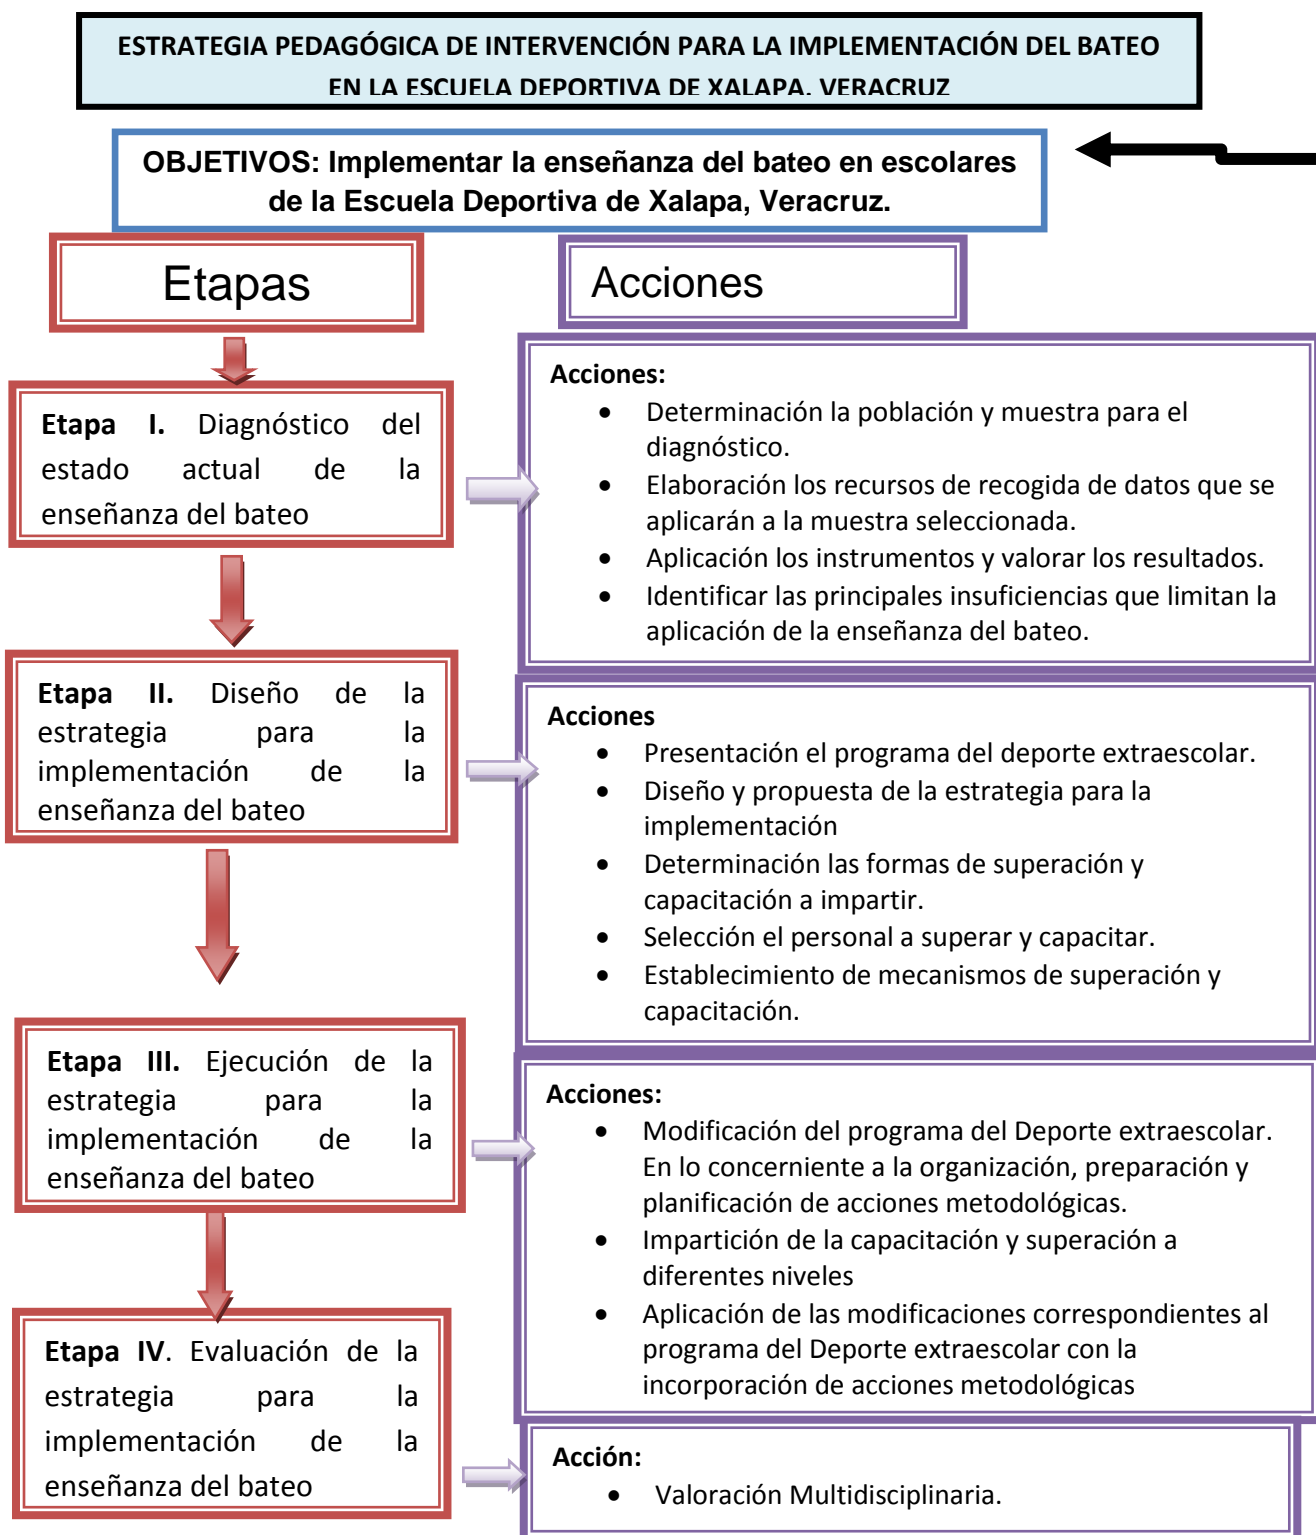 ESTRATEGIA PEDAGÓGICA DE INTERVENCIÓN PARA LA IMPLEMENTACIÓN DEL BATEO
EN LA ESCUELA DEPORTIVA DE XALAPA. VERACRUZ
OBJETIVOS: Implementar la enseñanza del bateo en escolares
de la Escuela Deportiva de Xalapa, Veracruz.
Etapas
Acciones
Etapa I. Diagnóstico del
estado actual de la
enseñanza del bateo
Acciones:
• Determinación la población y muestra para el
diagnóstico.
• Elaboración los recursos de recogida de datos que se
aplicarán a la muestra seleccionada.
• Aplicación los instrumentos y valorar los resultados.
• Identificar las principales insuficiencias que limitan la
aplicación de la enseñanza del bateo.
Etapa II. Diseño de la
estrategia para la
implementación de la
enseñanza del bateo
Acciones
• Presentación el programa del deporte extraescolar.
• Diseño y propuesta de la estrategia para la
implementación
• Determinación las formas de superación y
capacitación a impartir.
• Selección el personal a superar y capacitar.
• Establecimiento de mecanismos de superación y
capacitación.
Etapa III. Ejecución de la
estrategia para la
implementación de la
enseñanza del bateo
Acciones:
• Modificación del programa del Deporte extraescolar.
En lo concerniente a la organización, preparación y
planificación de acciones metodológicas.
• Impartición de la capacitación y superación a
diferentes niveles
• Aplicación de las modificaciones correspondientes al
programa del Deporte extraescolar con la
incorporación de acciones metodológicas
Etapa IV. Evaluación de la
estrategia para la
implementación de la
enseñanza del bateo
Acción:
• Valoración Multidisciplinaria.